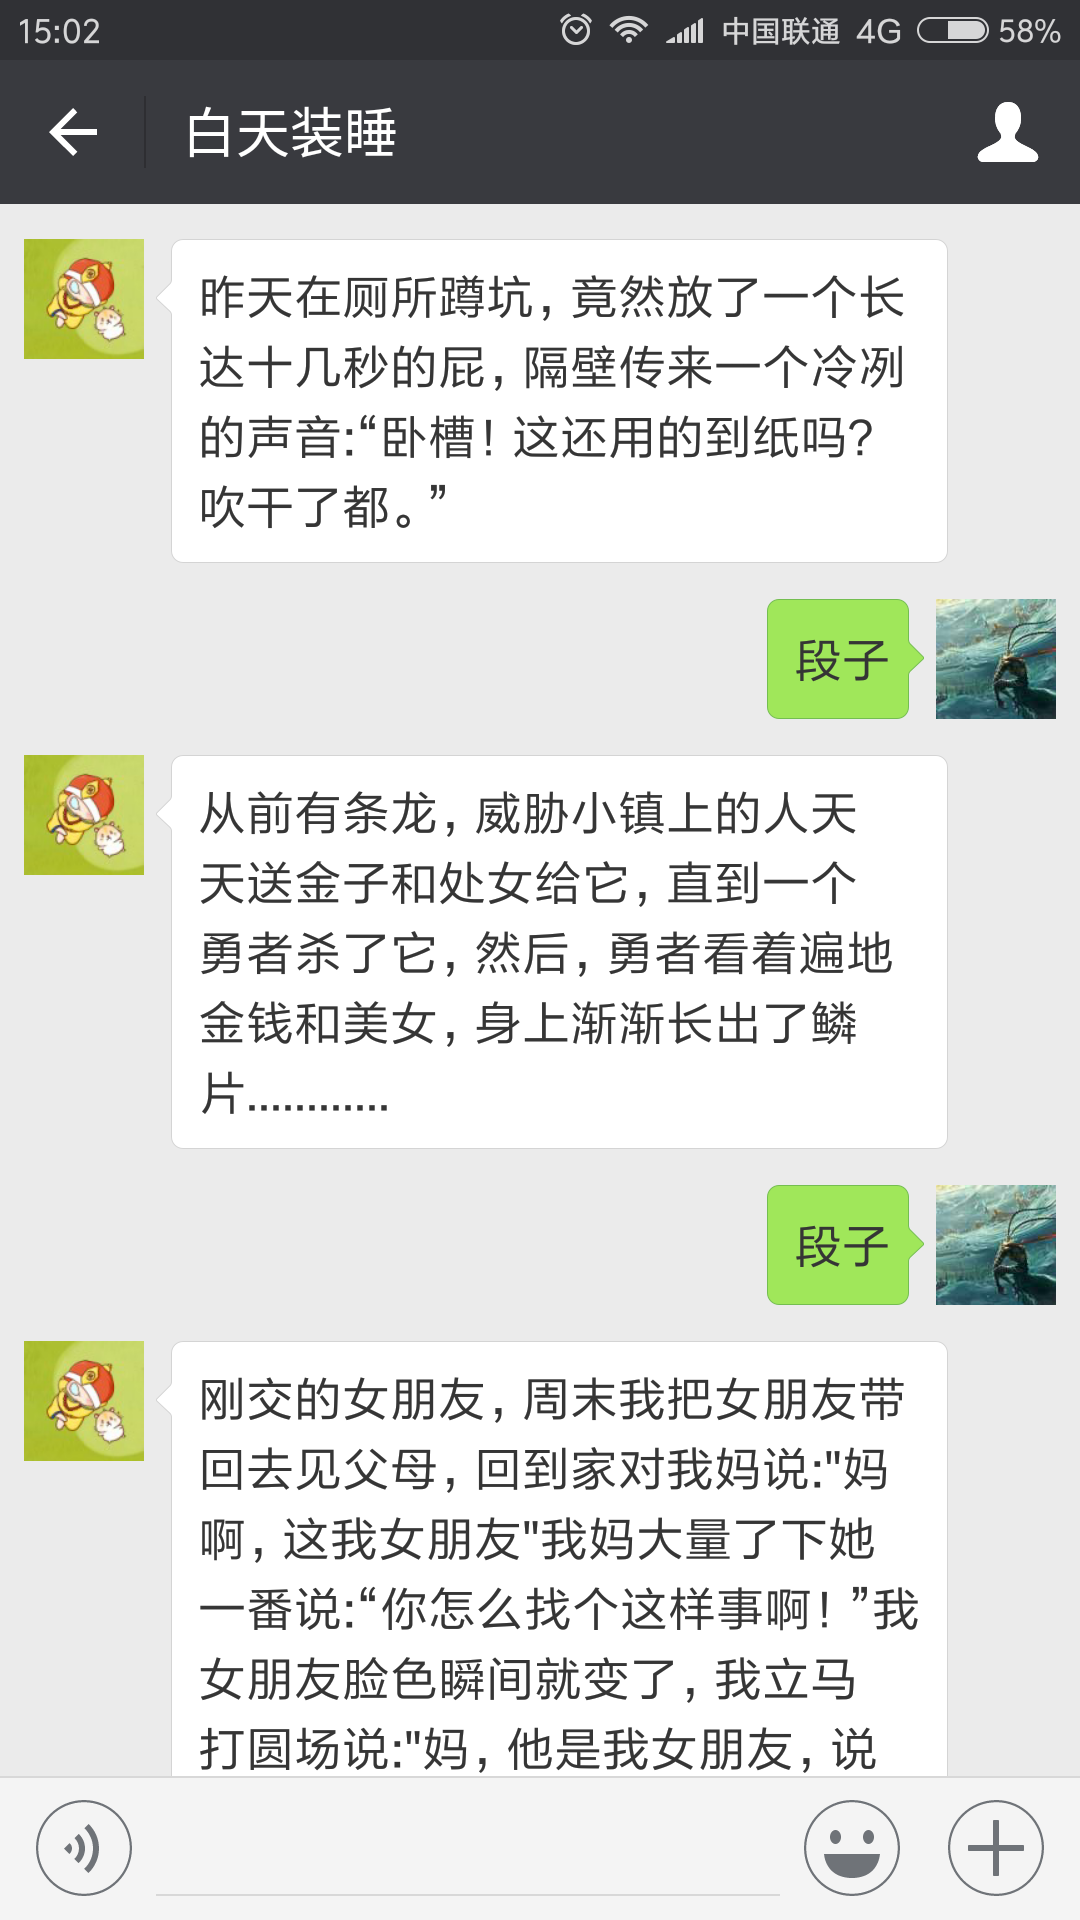 15:02 中国联通 4G 58%
白天装睡
昨天在厕所蹲坑，竟然放了一个长
达十几秒的屁，隔壁传来一个冷冽
的声音:“卧槽！这还用的到纸吗?
吹干了都。”
段子
从前有条龙，威胁小镇上的人天
天送金子和处女给它，直到一个
勇者杀了它，然后，勇者看着遍地
金钱和美女，身上渐渐长出了鳞
片............
段子
刚交的女朋友，周末我把女朋友带
回去见父母，回到家对我妈说:"妈
啊，这我女朋友"我妈大量了下她
一番说:“你怎么找个这样事啊！”我
女朋友脸色瞬间就变了，我立马
打圆场说:"妈，他是我女朋友，说